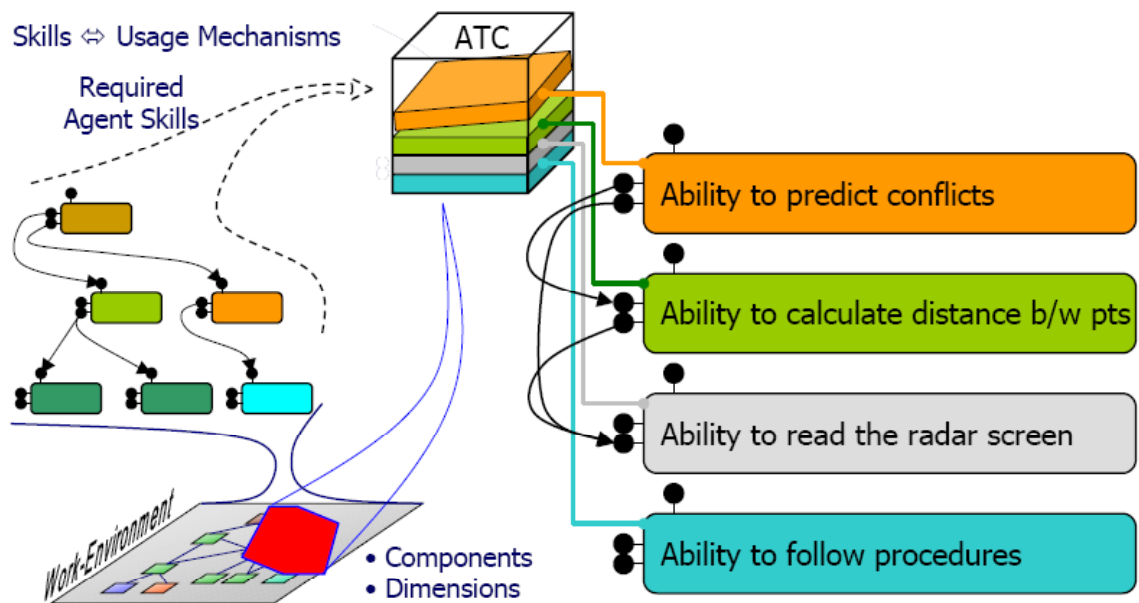 Skills ⇔ Usage Mechanisms
ATC
Required
Agent Skills
Ability to predict conflicts
Ability to calculate distance b/w pts
Ability to read the radar screen
Ability to follow procedures
Work-Environment
• Components
• Dimensions